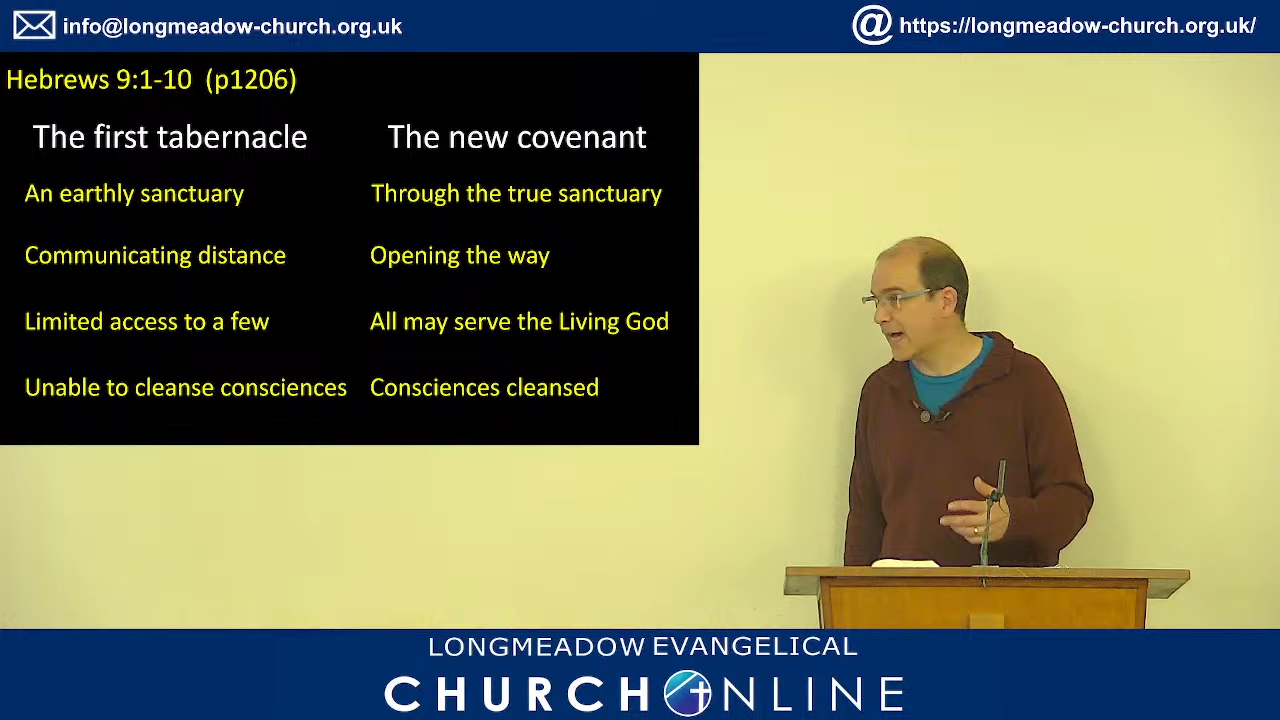 info@longmeadow-church.org.uk
https://longmeadow-church.org.uk/
Hebrews 9:1-10 (p1206)
The first tabernacle
The new covenant
An earthly sanctuary
Through the true sanctuary
Communicating distance
Opening the way
Limited access to a few
All may serve the Living God
Unable to cleanse consciences
Consciences cleansed
LONGMEADOW EVANGELICAL
CHURCH ONLINE